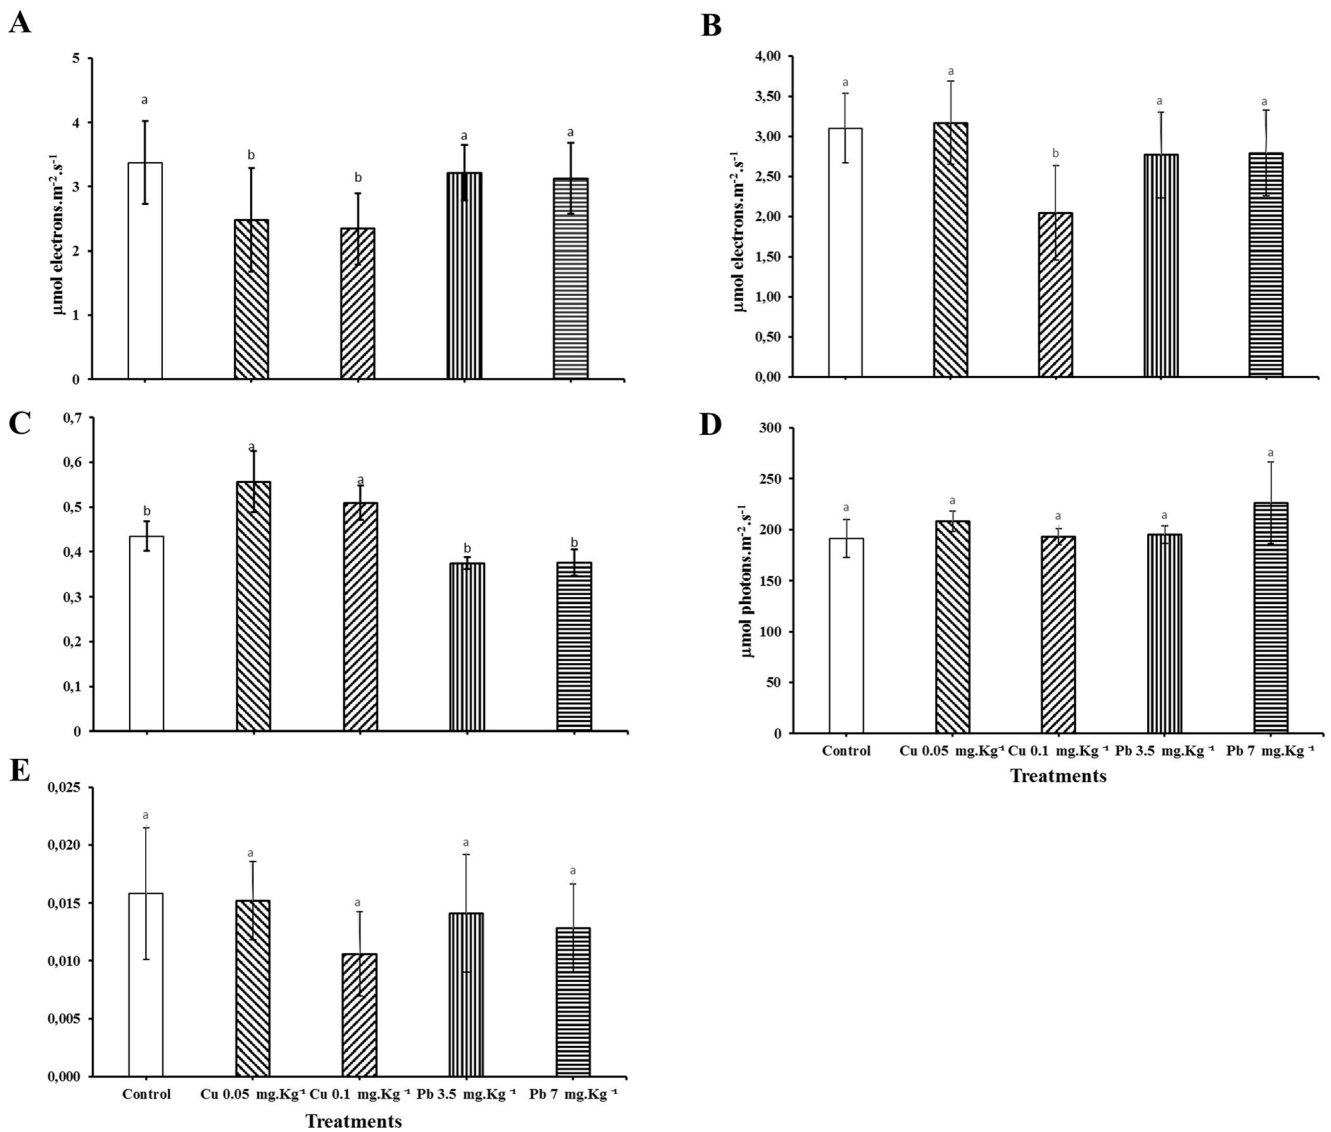 A
5
4
3
2
1
0
μmol electrons.m⁻².s⁻¹
a
b
b
a
a
B
4,00
3,50
3,00
2,50
2,00
1,50
1,00
0,50
0,00
μmol electrons.m⁻².s⁻¹
a
a
b
a
a
C
0,7
0,6
0,5
0,4
0,3
0,2
0,1
0
b
a
a
b
b
D
300
250
200
150
100
50
0
μmol photons.m⁻².s⁻¹
a
a
a
a
a
Control Cu 0.05 mg.Kg⁻¹ Cu 0.1 mg.Kg⁻¹ Pb 3.5 mg.Kg⁻¹ Pb 7 mg.Kg⁻¹
Treatments
E
0,025
0,020
0,015
0,010
0,005
0,000
a
a
a
a
a
Control Cu 0.05 mg.Kg⁻¹ Cu 0.1 mg.Kg⁻¹ Pb 3.5 mg.Kg⁻¹ Pb 7 mg.Kg⁻¹
Treatments